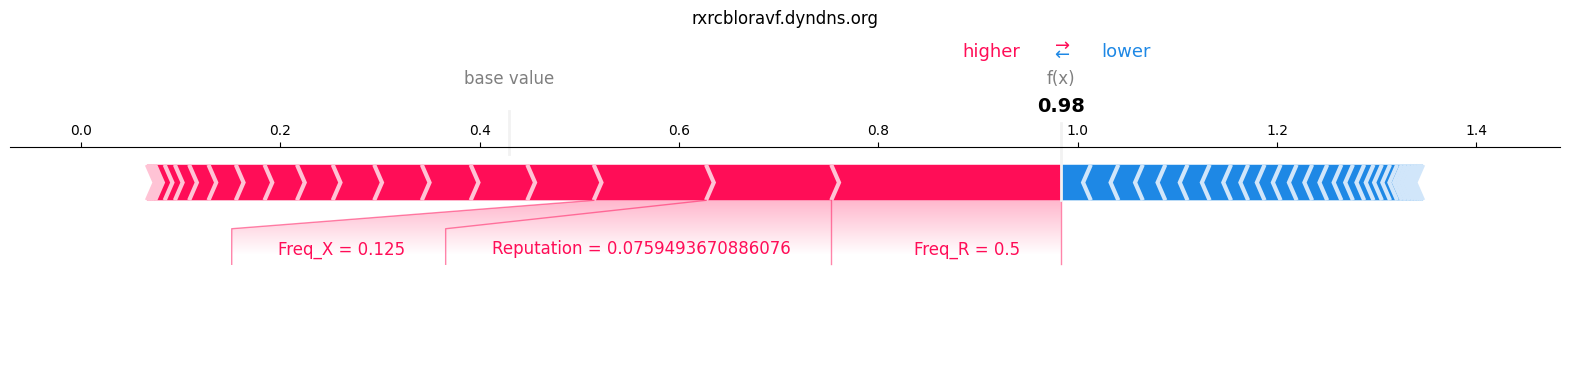 rxrcbloravf.dyndns.org
higher → ← lower
base value f(x)
0.98
0.0 0.2 0.4 0.6 0.8 1.0 1.2 1.4
Freq_X = 0.125 Reputation = 0.0759493670886076 Freq_R = 0.5